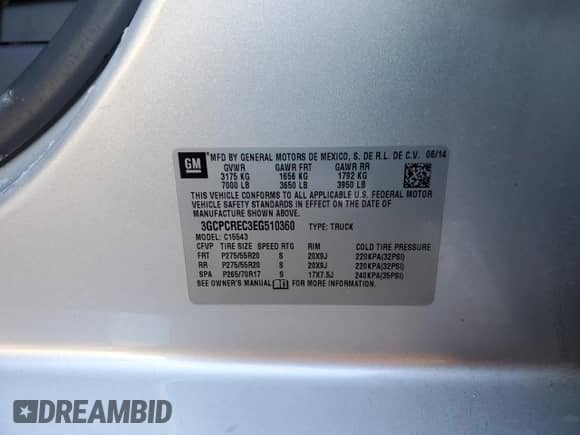 GM MFD BY GENERAL MOTORS DE MEXICO, S. DE R.L. DE C.V. 06/14
GVWR GAWR FRT GAWR RR
3175 KG 1656 KG 1792 KG
7000 LB 3650 LB 3950 LB
THIS VEHICLE CONFORMS TO ALL APPLICABLE U.S. FEDERAL MOTOR
VEHICLE SAFETY STANDARDS IN EFFECT ON THE DATE OF
MANUFACTURE SHOWN ABOVE.
3GCPCREC3EG510360 TYPE: TRUCK
MODEL: C15543
CFVP TIRE SIZE SPEED RTG RIM COLD TIRE PRESSURE
FRT P275/55R20 S 20X9J 220KPA(32PSI)
RR P275/55R20 S 20X9J 220KPA(32PSI)
SPA P265/70R17 S 17X7.5J 240KPA(35PSI)
SEE OWNER'S MANUAL FOR MORE INFORMATION.
DREAMBID